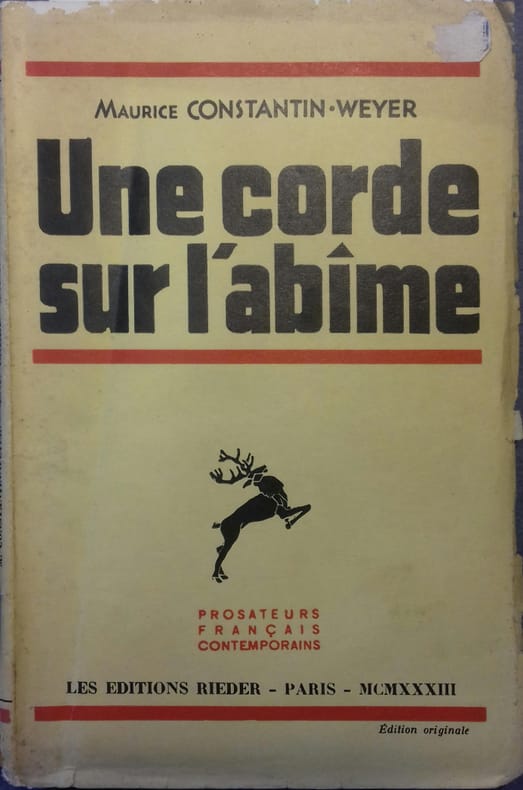 Maurice CONSTANTIN-WEYER
Une corde
sur l'abîme
PROSATEURS
FRANÇAIS
CONTEMPORAINS
LES EDITIONS RIEDER – PARIS – MCMXXXIII
Édition originale